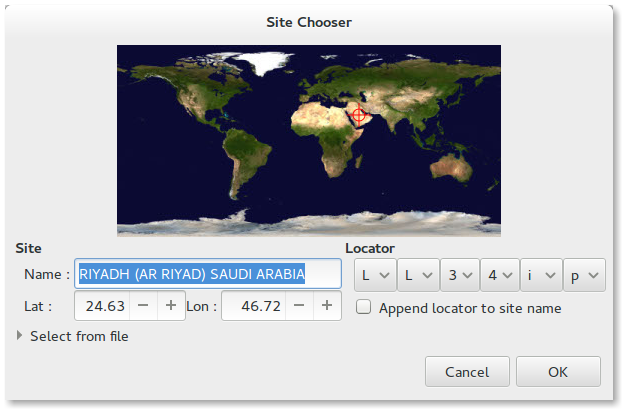 Site Chooser
Site
Locator
Name : RIYADH (AR RIYAD) SAUDI ARABIA
L L 3 4 i p
Lat : 24.63 − + Lon : 46.72 − +
Append locator to site name
Select from file
Cancel OK